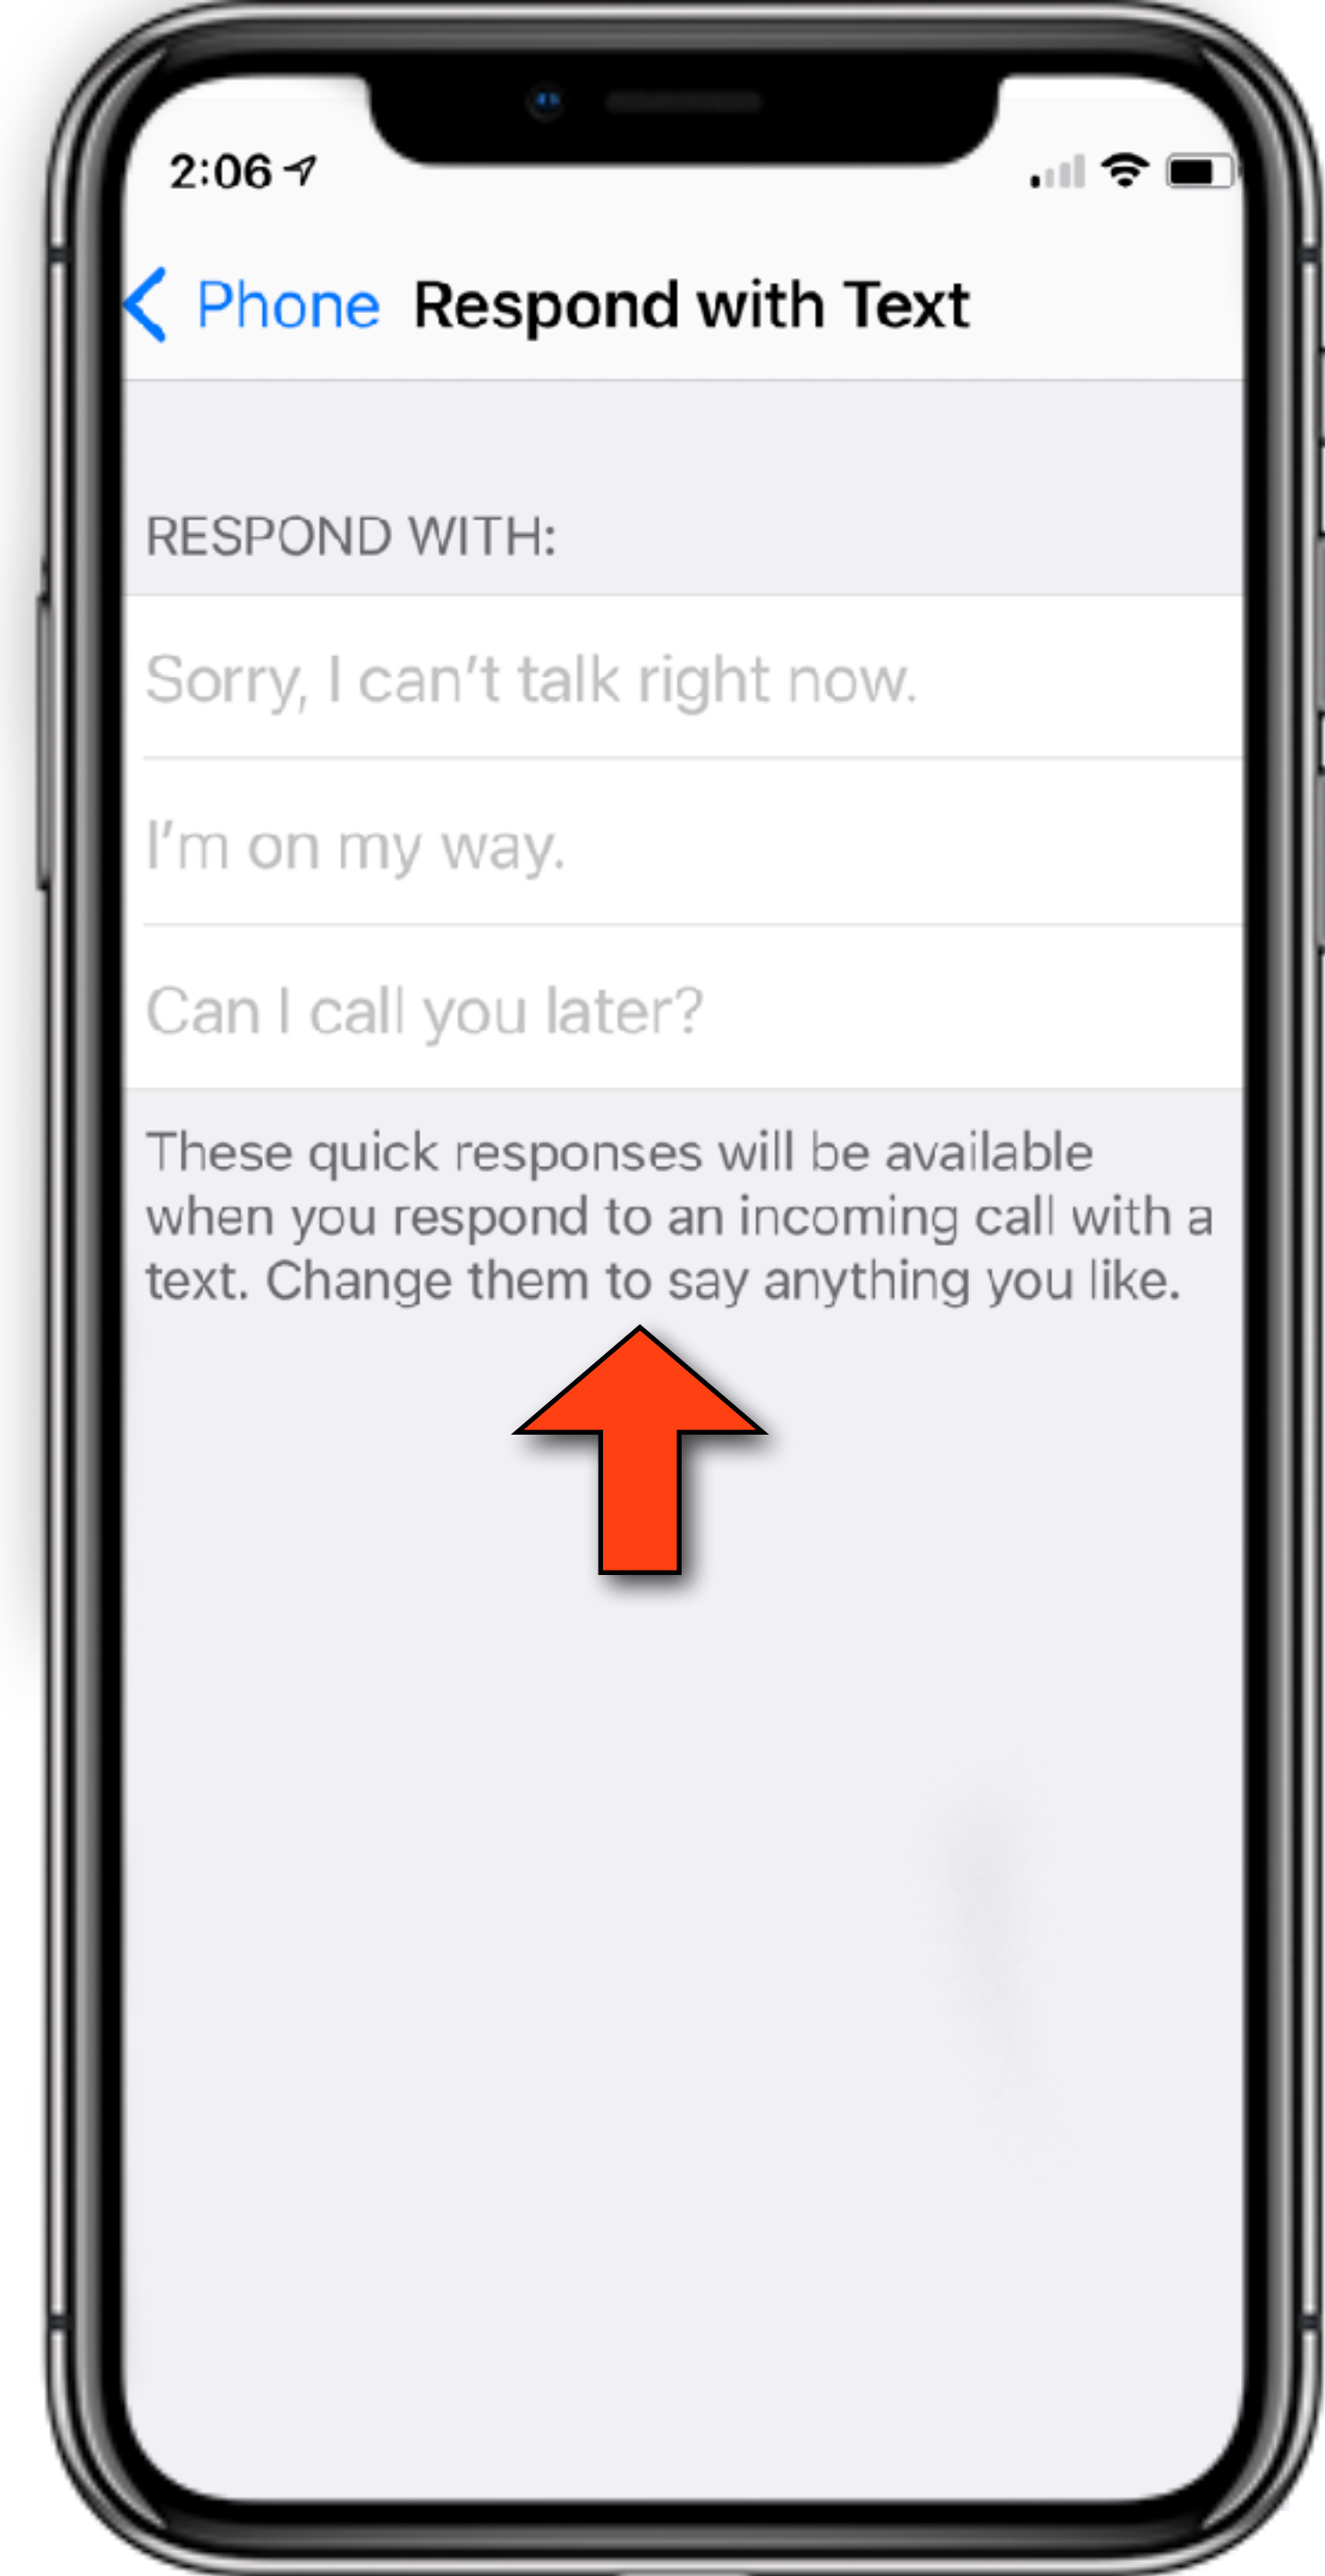 2:06
Phone Respond with Text
RESPOND WITH:
Sorry, I can’t talk right now.
I’m on my way.
Can I call you later?
These quick responses will be available
when you respond to an incoming call with a
text. Change them to say anything you like.